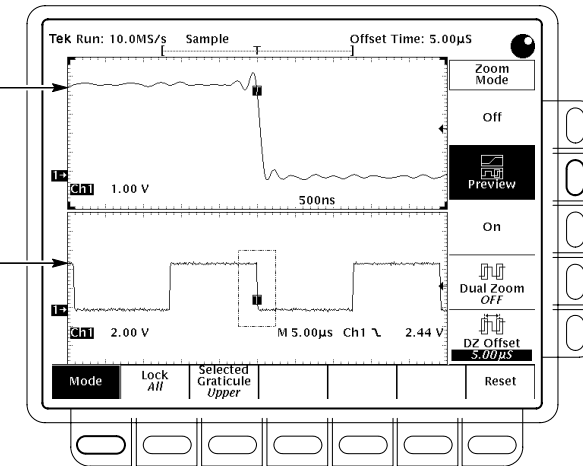 Tek Run: 10.0MS/s Sample Offset Time: 5.00µS
T
Zoom
Mode
Off
Preview
On
Dual Zoom
OFF
DZ Offset
5.00µS
1
Ch1 1.00 V
500ns
1
Ch1 2.00 V M 5.00µs Ch1 2.44 V
Mode
Lock
All
Selected
Graticule
Upper
Reset